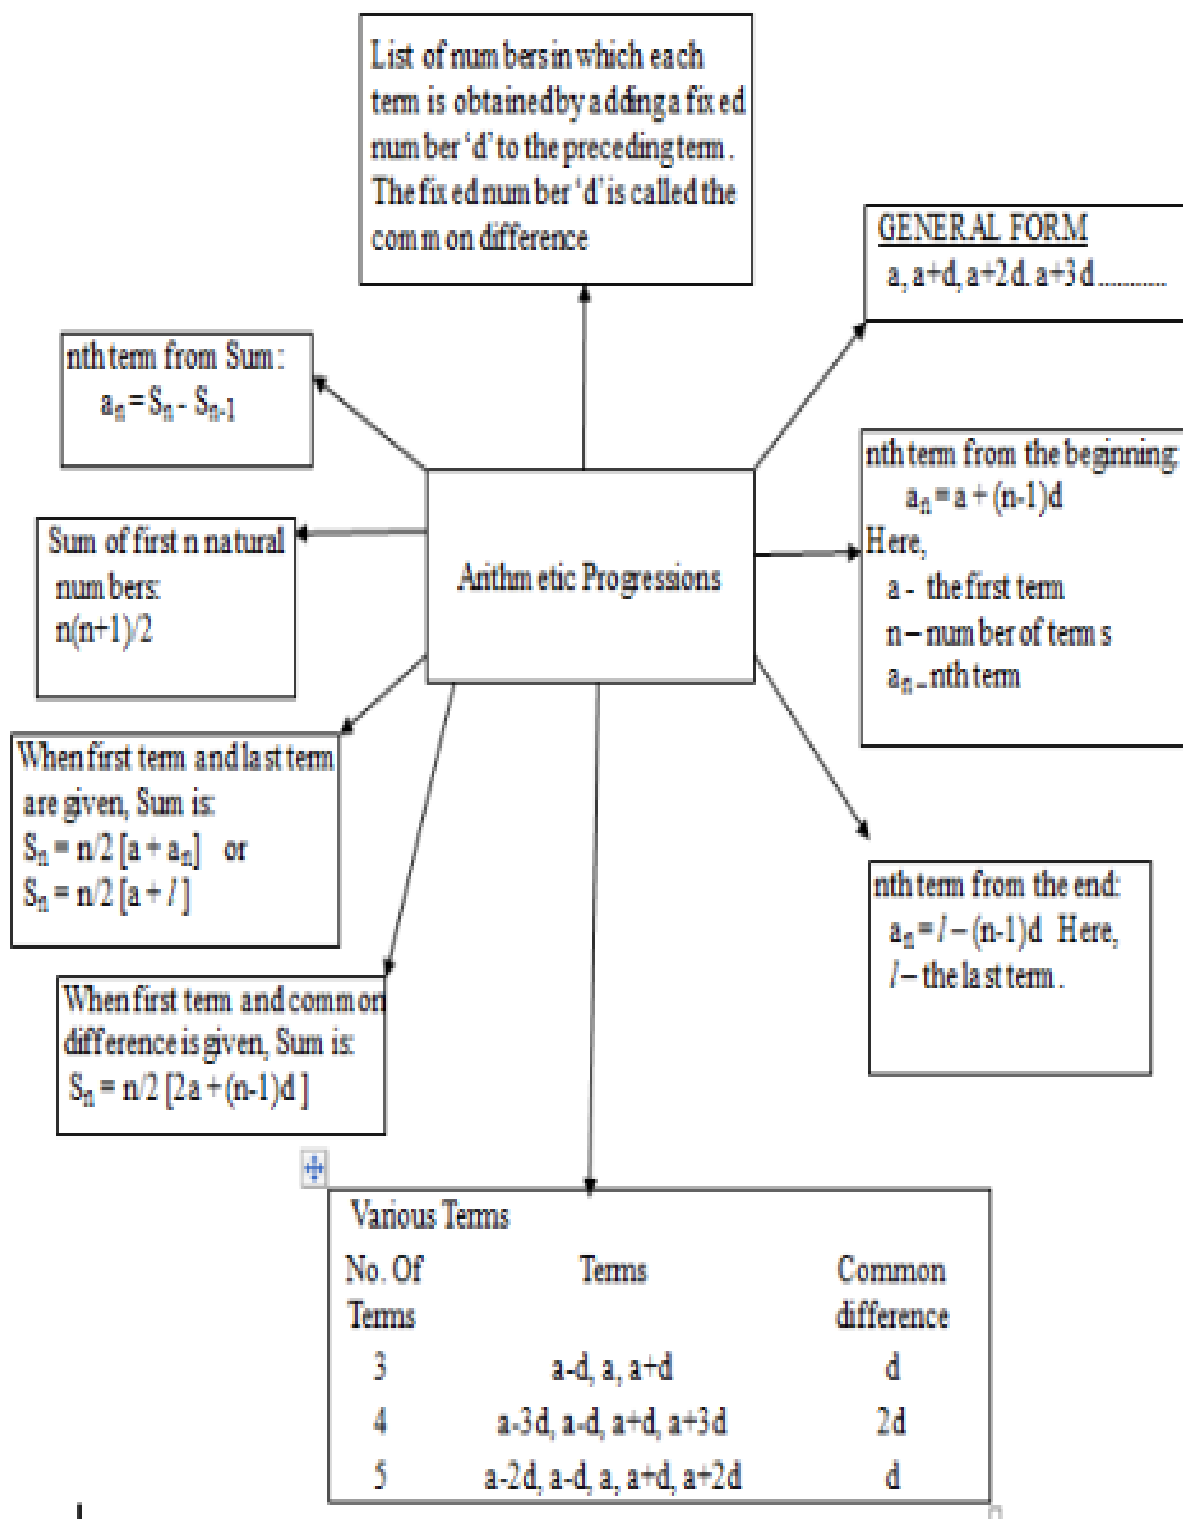 List of numbers in which each
term is obtained by adding a fixed
number ‘d’ to the preceding term.
The fixed number ‘d’ is called the
common difference
GENERAL FORM
a, a+d, a+2d. a+3d ............
nth term from Sum :
aₙ = Sₙ - Sₙ₋₁
nth term from the beginning:
aₙ = a + (n-1)d
Here,
a - the first term
n – number of terms
aₙ – nth term
Sum of first n natural
numbers:
n(n+1)/2
Arithmetic Progressions
When first term and last term
are given, Sum is:
Sₙ = n/2 [a + aₙ] or
Sₙ = n/2 [a + l ]
nth term from the end:
aₙ = l – (n-1)d Here,
l – the last term .
When first term and common
difference is given, Sum is:
Sₙ = n/2 [2a + (n-1)d ]
Various Terms
No. Of Terms Common
Terms difference
3 a-d, a, a+d d
4 a-3d, a-d, a+d, a+3d 2d
5 a-2d, a-d, a, a+d, a+2d d